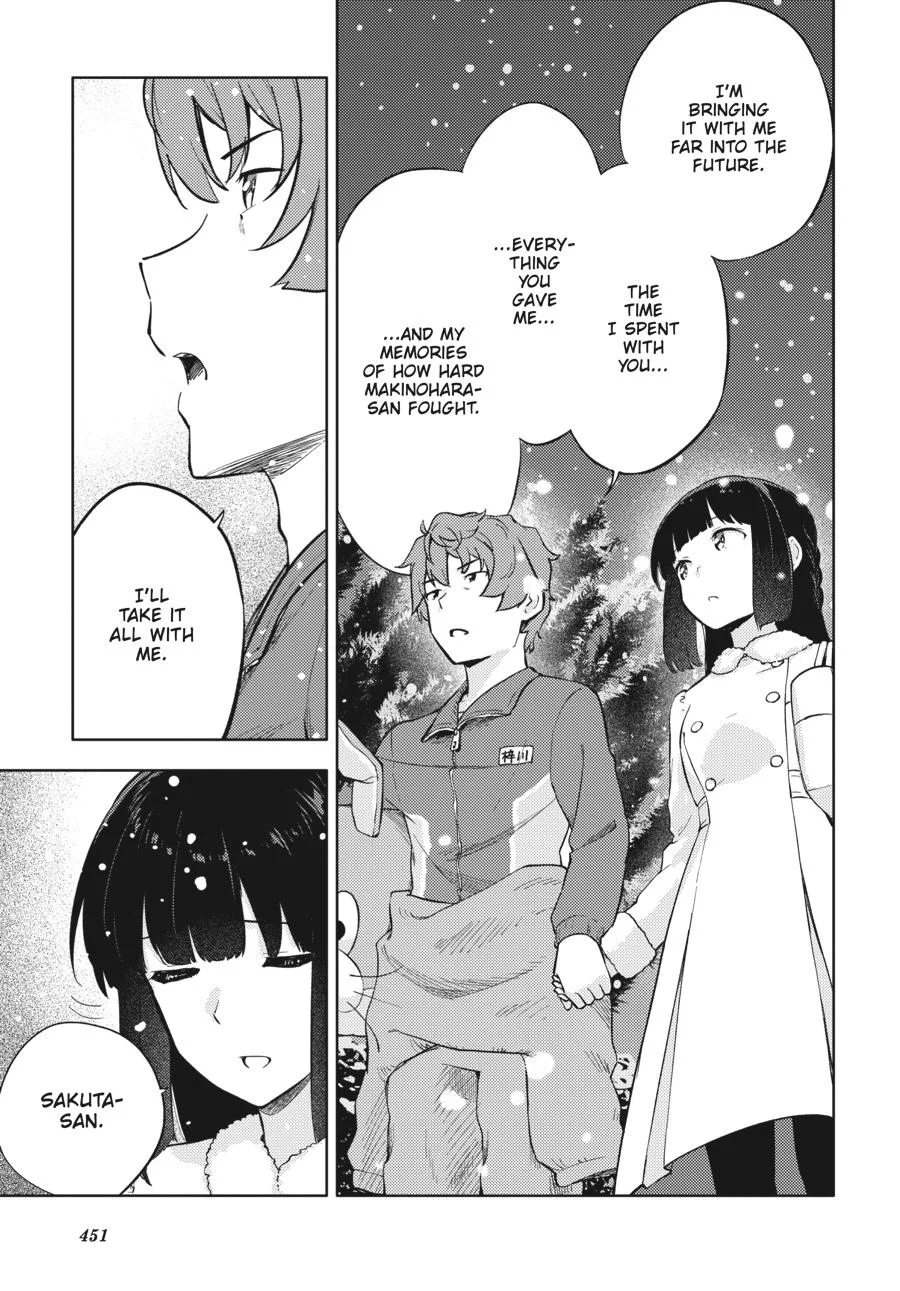 I'M
BRINGING
IT WITH ME
FAR INTO THE
FUTURE.
THE
TIME
I SPENT
WITH
YOU...
...EVERY-
THING
YOU
GAVE
ME...
...AND MY
MEMORIES
OF HOW HARD
MAKINOHARA-
SAN FOUGHT.
梓川
I'LL
TAKE IT
ALL WITH
ME.
SAKUTA-
SAN.
451